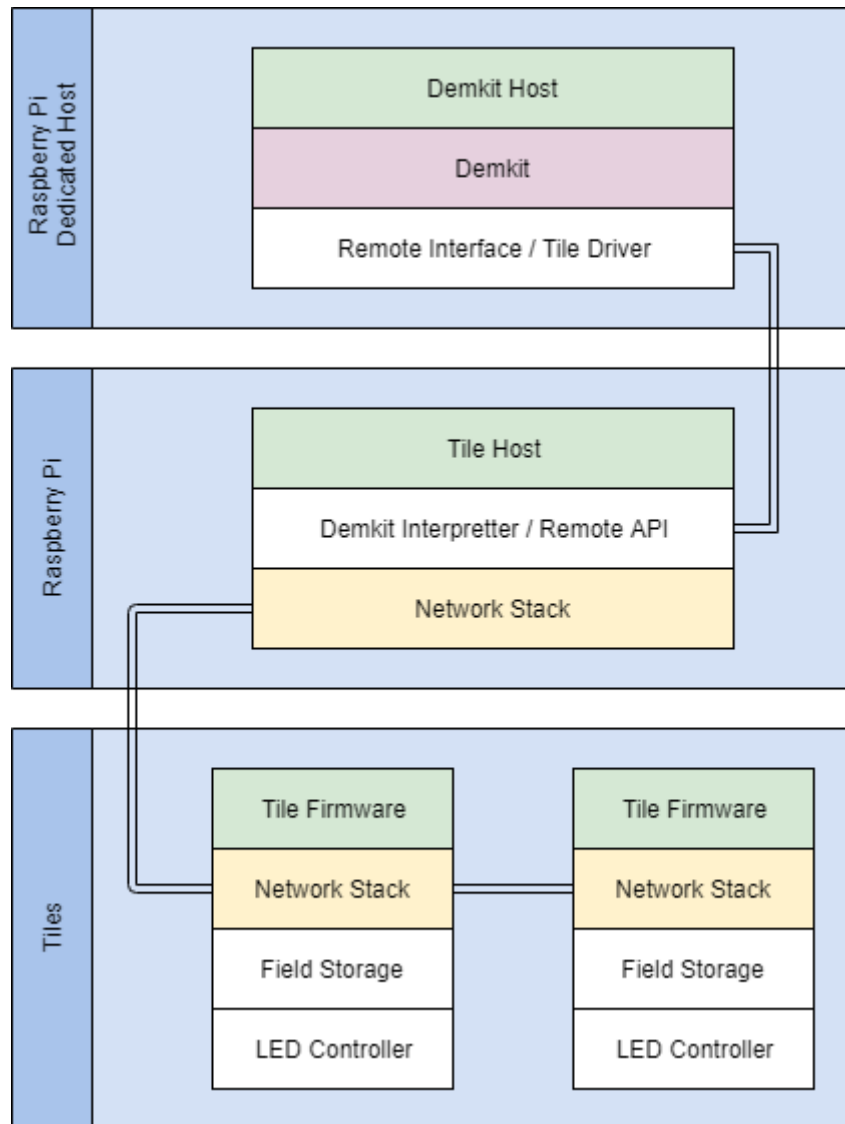 Raspberry Pi
Dedicated Host
Demkit Host
Demkit
Remote Interface / Tile Driver
Raspberry Pi
Tile Host
Demkit Interpretter / Remote API
Network Stack
Tiles
Tile Firmware
Network Stack
Field Storage
LED Controller
Tile Firmware
Network Stack
Field Storage
LED Controller